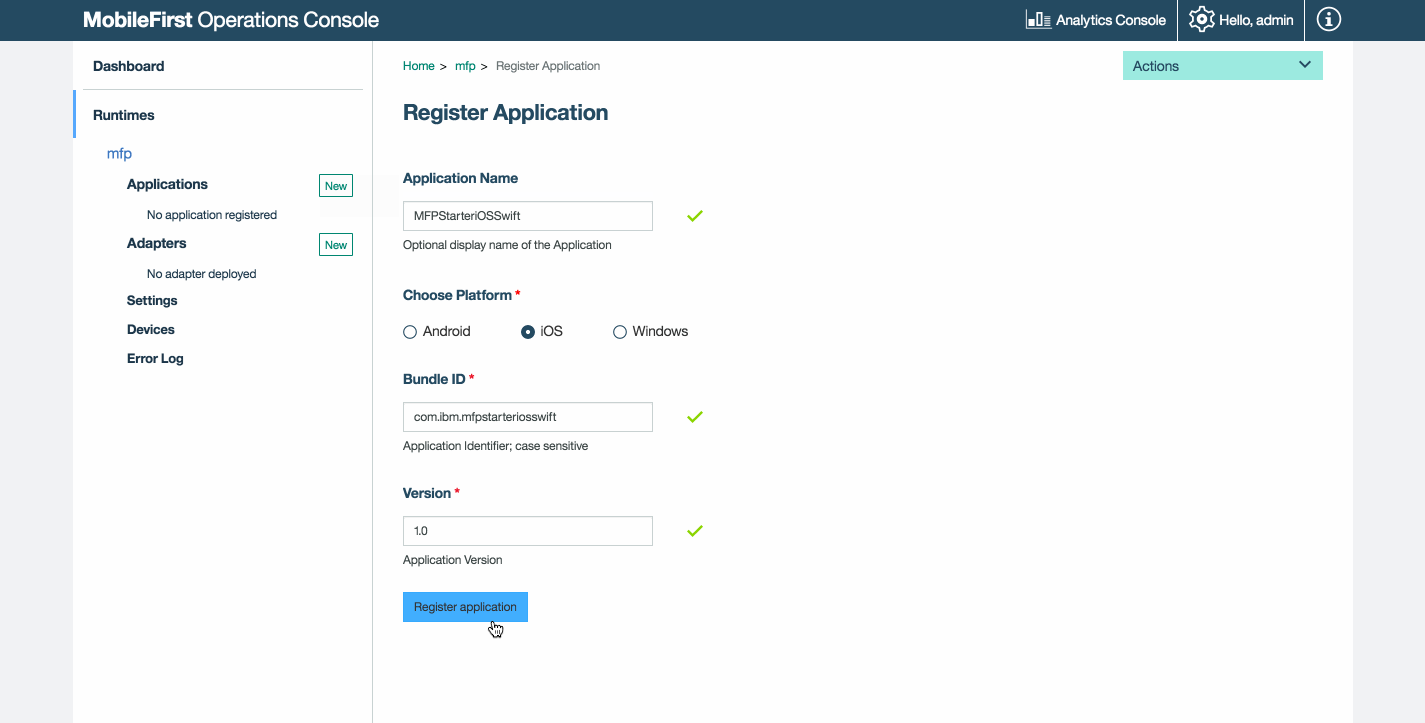 MobileFirst Operations Console
Analytics Console
Hello, admin
Dashboard
Runtimes
mfp
Applications
New
No application registered
Adapters
New
No adapter deployed
Settings
Devices
Error Log
Home > mfp > Register Application
Actions
Register Application
Application Name
MFPStarteriOSSwift
Optional display name of the Application
Choose Platform *
Android
iOS
Windows
Bundle ID *
com.ibm.mfpstarteriosswift
Application Identifier; case sensitive
Version *
1.0
Application Version
Register application